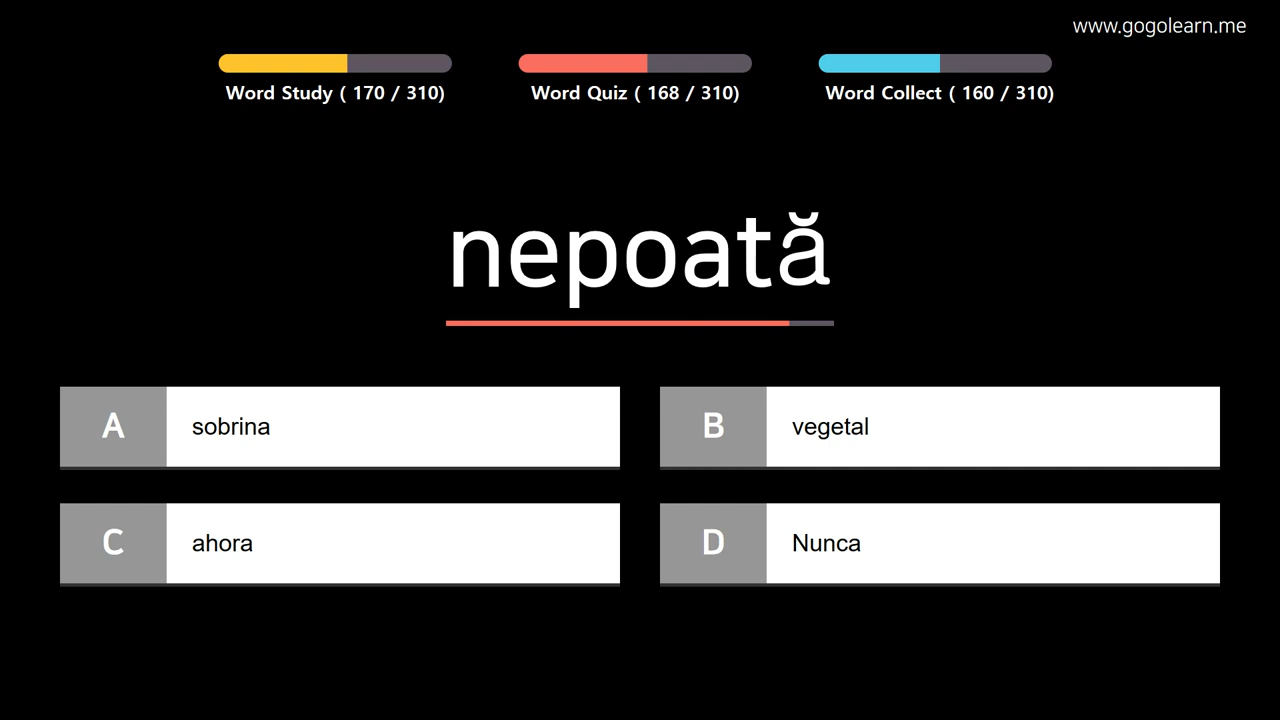 www.gogolearn.me
Word Study ( 170 / 310)
Word Quiz ( 168 / 310)
Word Collect ( 160 / 310)
nepoată
A sobrina
B vegetal
C ahora
D Nunca